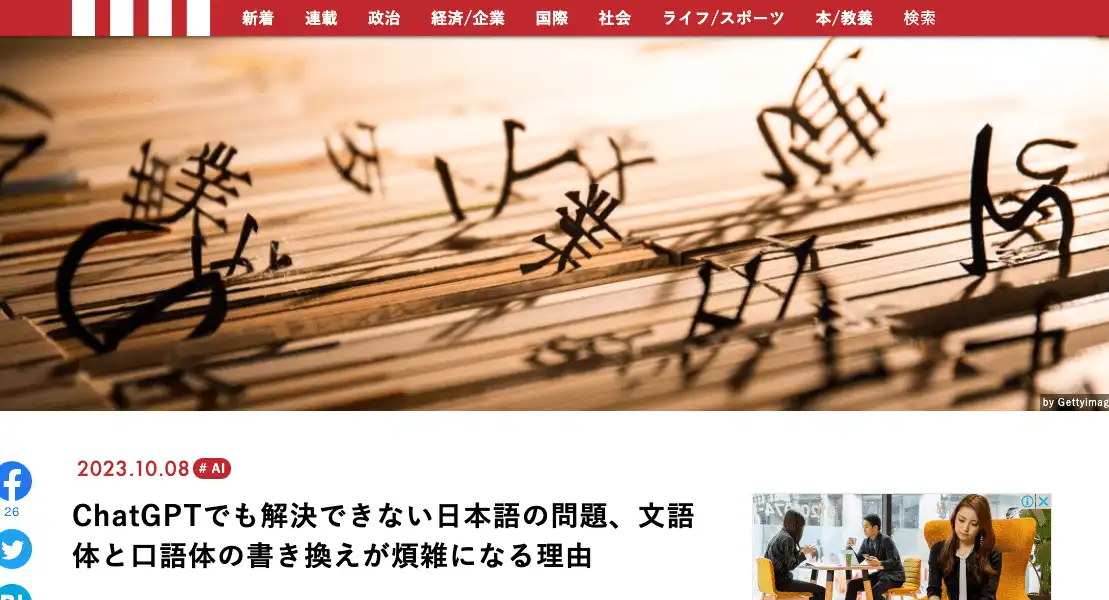 新着 連載 政治 経済/企業 国際 社会 ライフ/スポーツ 本/教養 検索
by Gettyimag
2023.10.08 # AI
ChatGPTでも解決できない日本語の問題、文語
体と口語体の書き換えが煩雑になる理由
26